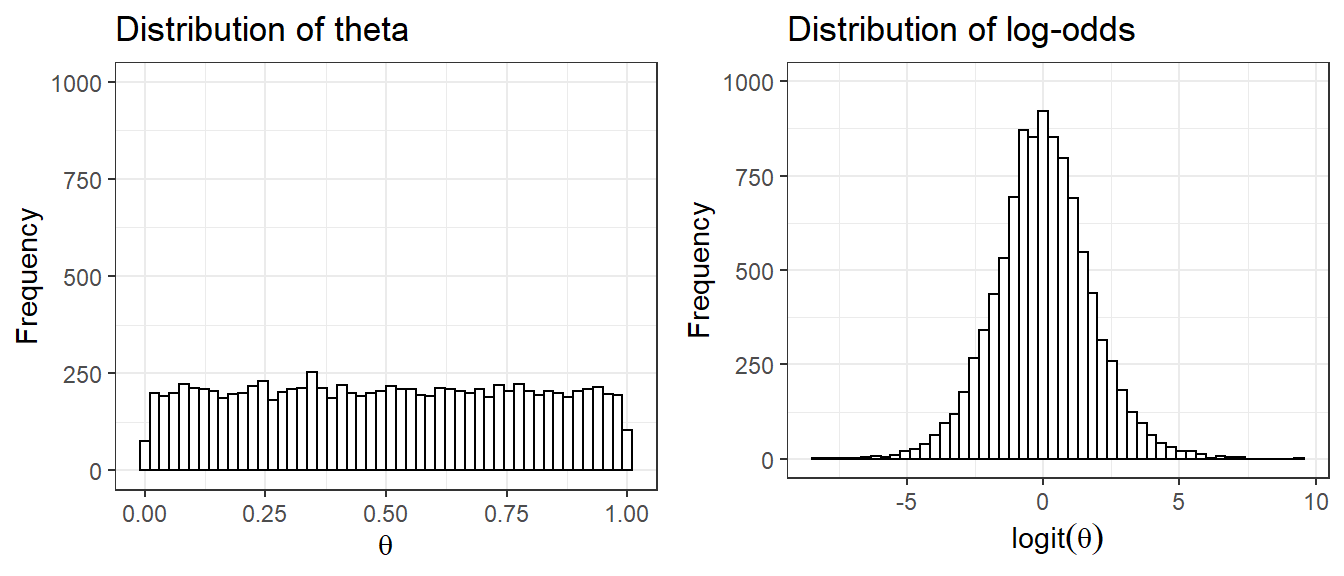 Distribution of theta
Frequency
1000
750
500
250
0
0.00 0.25 0.50 0.75 1.00
θ
Distribution of log-odds
Frequency
1000
750
500
250
0
-5 0 5 10
logit(θ)